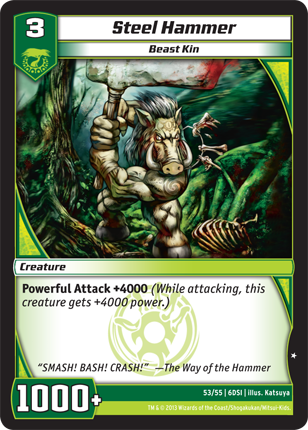 3
Steel Hammer
Beast Kin
Creature
Powerful Attack +4000 (While attacking, this
creature gets +4000 power.)
“SMASH! BASH! CRASH!” —The Way of the Hammer
1000+
53/55 | 6DSI | illus. Katsuya
TM & © 2013 Wizards of the Coast/Shogakukan/Mitsui-Kids.